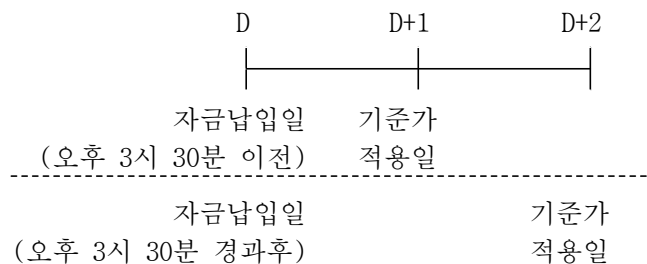 D D+1 D+2
자금납입일 기준가
(오후 3시 30분 이전) 적용일
자금납입일 기준가
(오후 3시 30분 경과후) 적용일